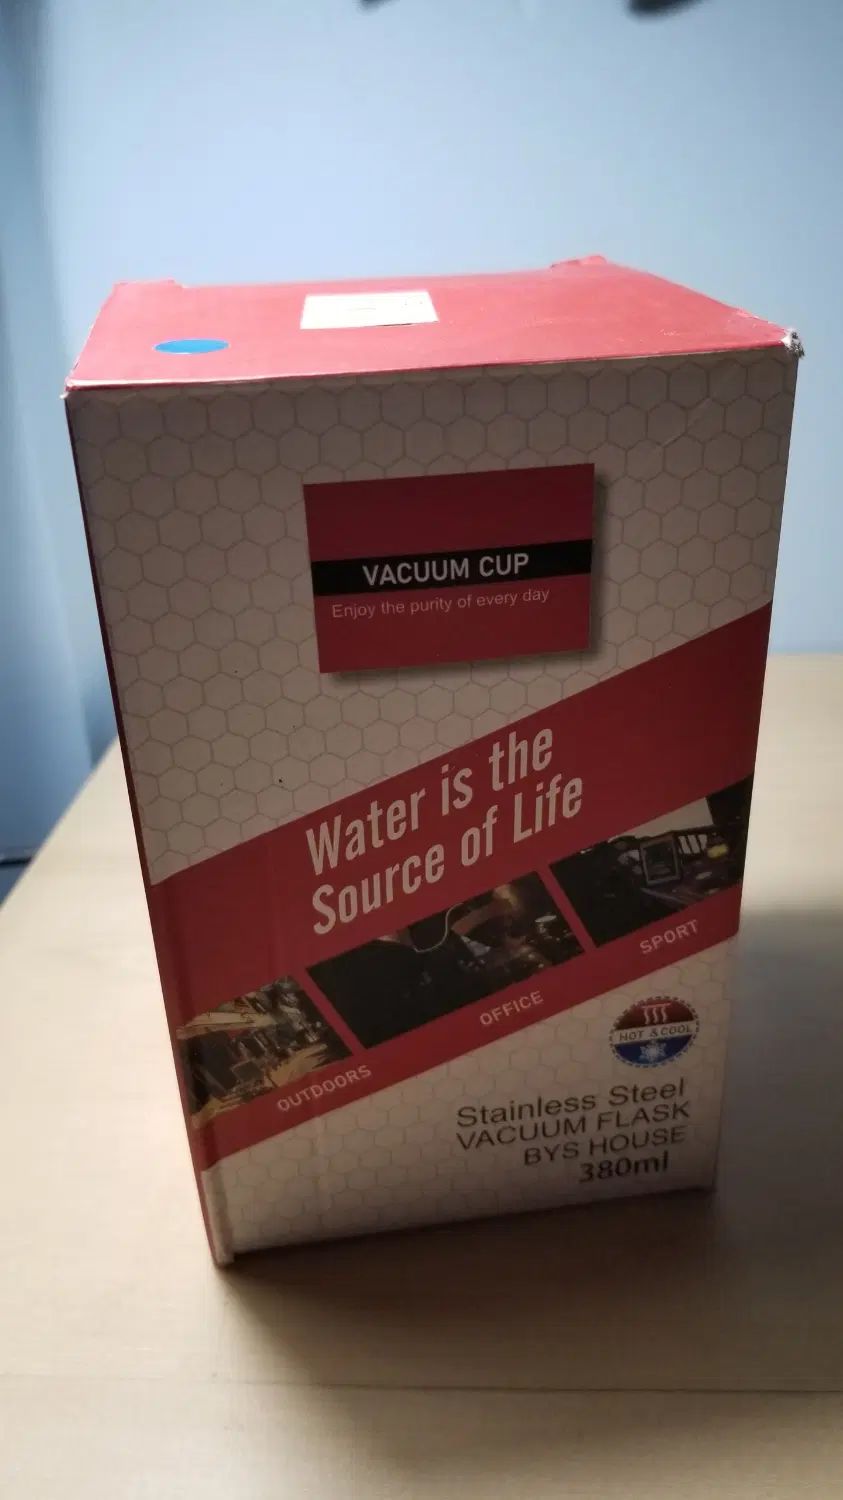 VACUUM CUP
Enjoy the purity of every day
Water is the
Source of Life
SPORT
OFFICE
OUTDOORS
HOT & COOL
Stainless Steel
VACUUM FLASK
BYS HOUSE
380ml